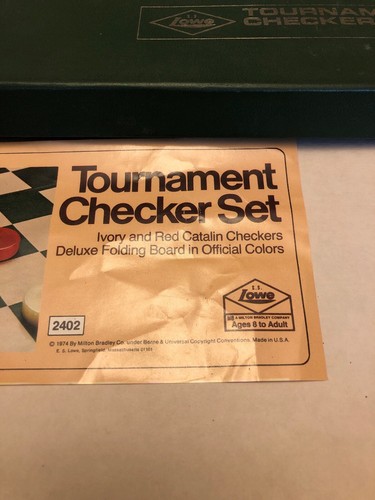 E.S.
Lowe
TOURNAM
CHECKER
Tournament
Checker Set
Ivory and Red Catalin Checkers
Deluxe Folding Board in Official Colors
E.S.
Lowe
A MILTON BRADLEY COMPANY
Ages 8 to Adult
2402
© 1974 By Milton Bradley Co. under Berne & Universal Copyright Conventions. Made in U.S.A.
E. S. Lowe, Springfield, Massachusetts 01101